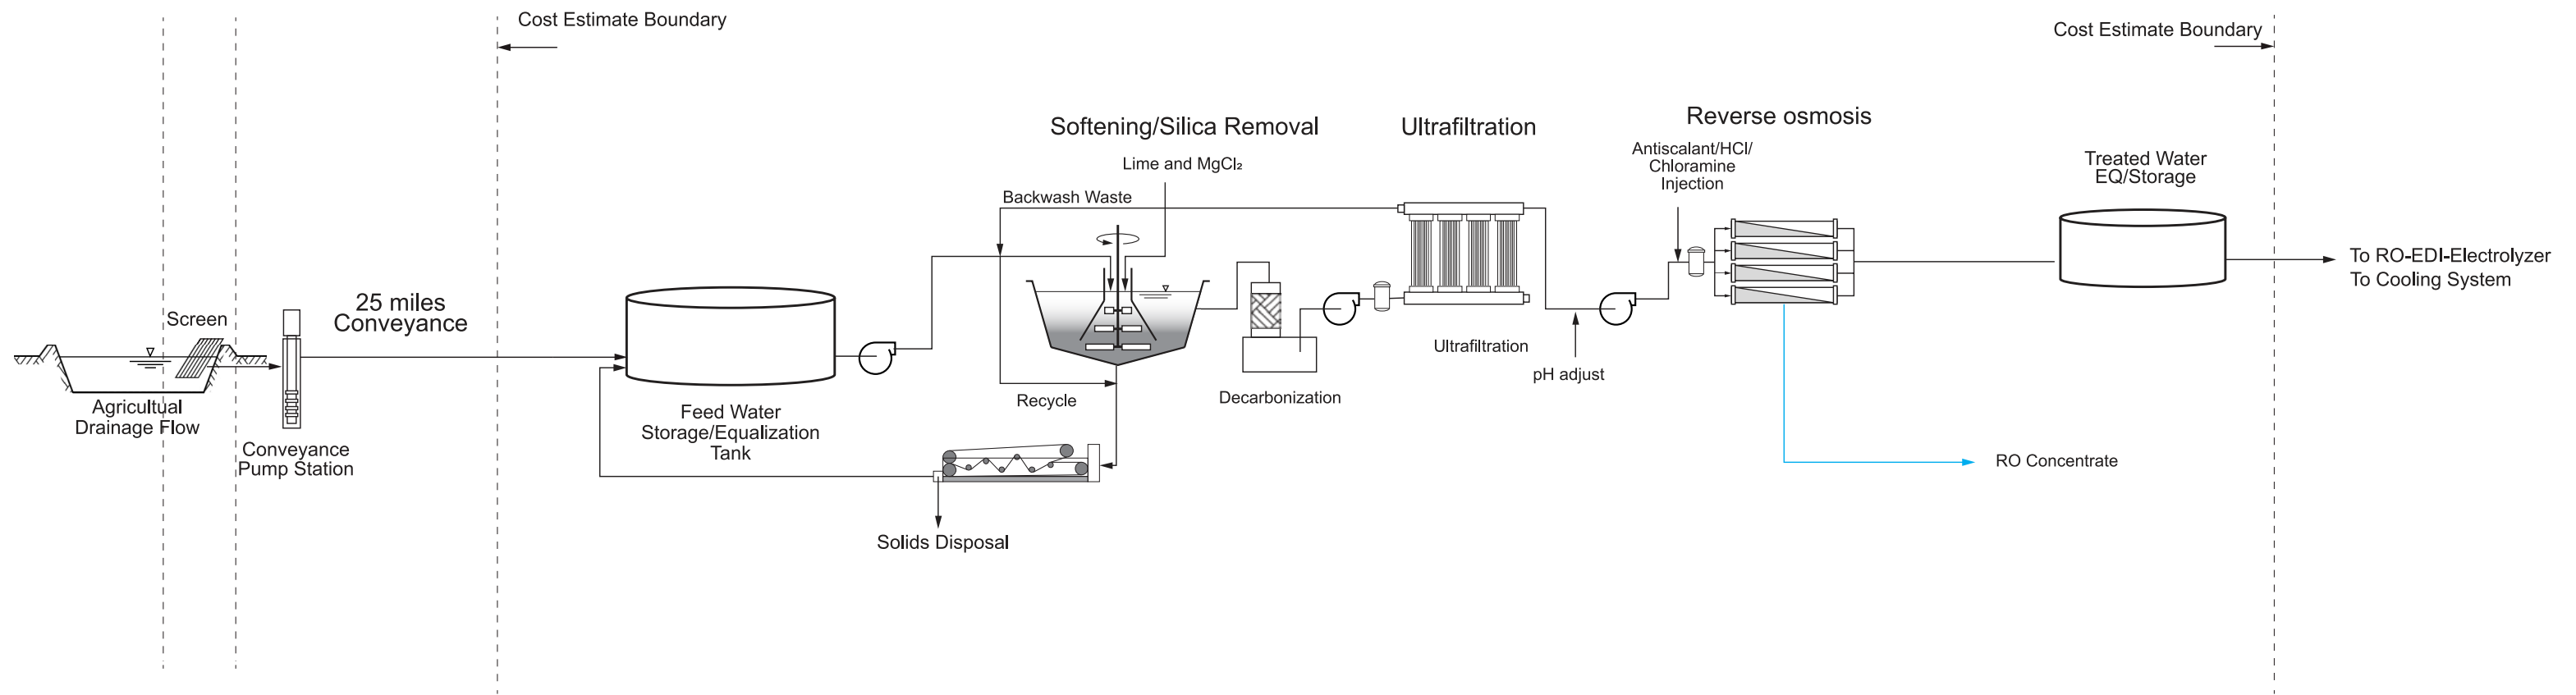 Cost Estimate Boundary
Cost Estimate Boundary
Softening/Silica Removal
Ultrafiltration
Reverse osmosis
Lime and MgCl₂
Antiscalant/HCl/
Chloramine
Injection
Treated Water
EQ/Storage
Backwash Waste
To RO-EDI-Electrolyzer
To Cooling System
25 miles
Conveyance
Screen
Ultrafiltration
pH adjust
Decarbonization
Recycle
Agricultual
Drainage Flow
Feed Water
Storage/Equalization
Tank
Conveyance
Pump Station
RO Concentrate
Solids Disposal